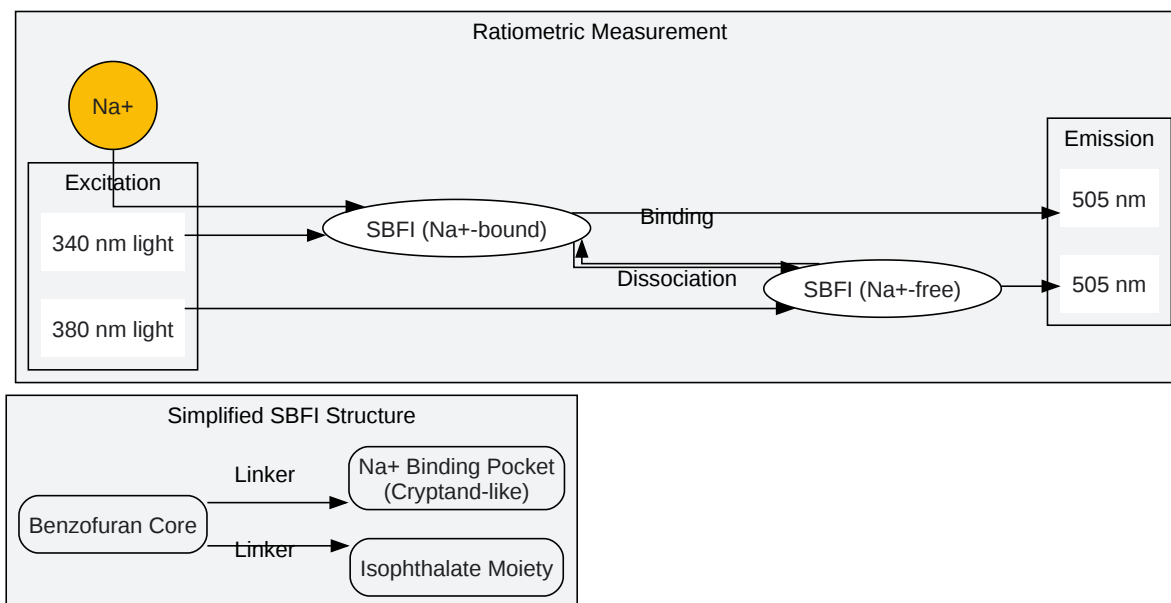 Ratiometric Measurement
Na+
Excitation
340 nm light
380 nm light
SBFI (Na+-bound)
Binding
Dissociation
SBFI (Na+-free)
Emission
505 nm
505 nm
Simplified SBFI Structure
Benzofuran Core
Linker
Linker
Na+ Binding Pocket
(Cryptand-like)
Isophthalate Moiety